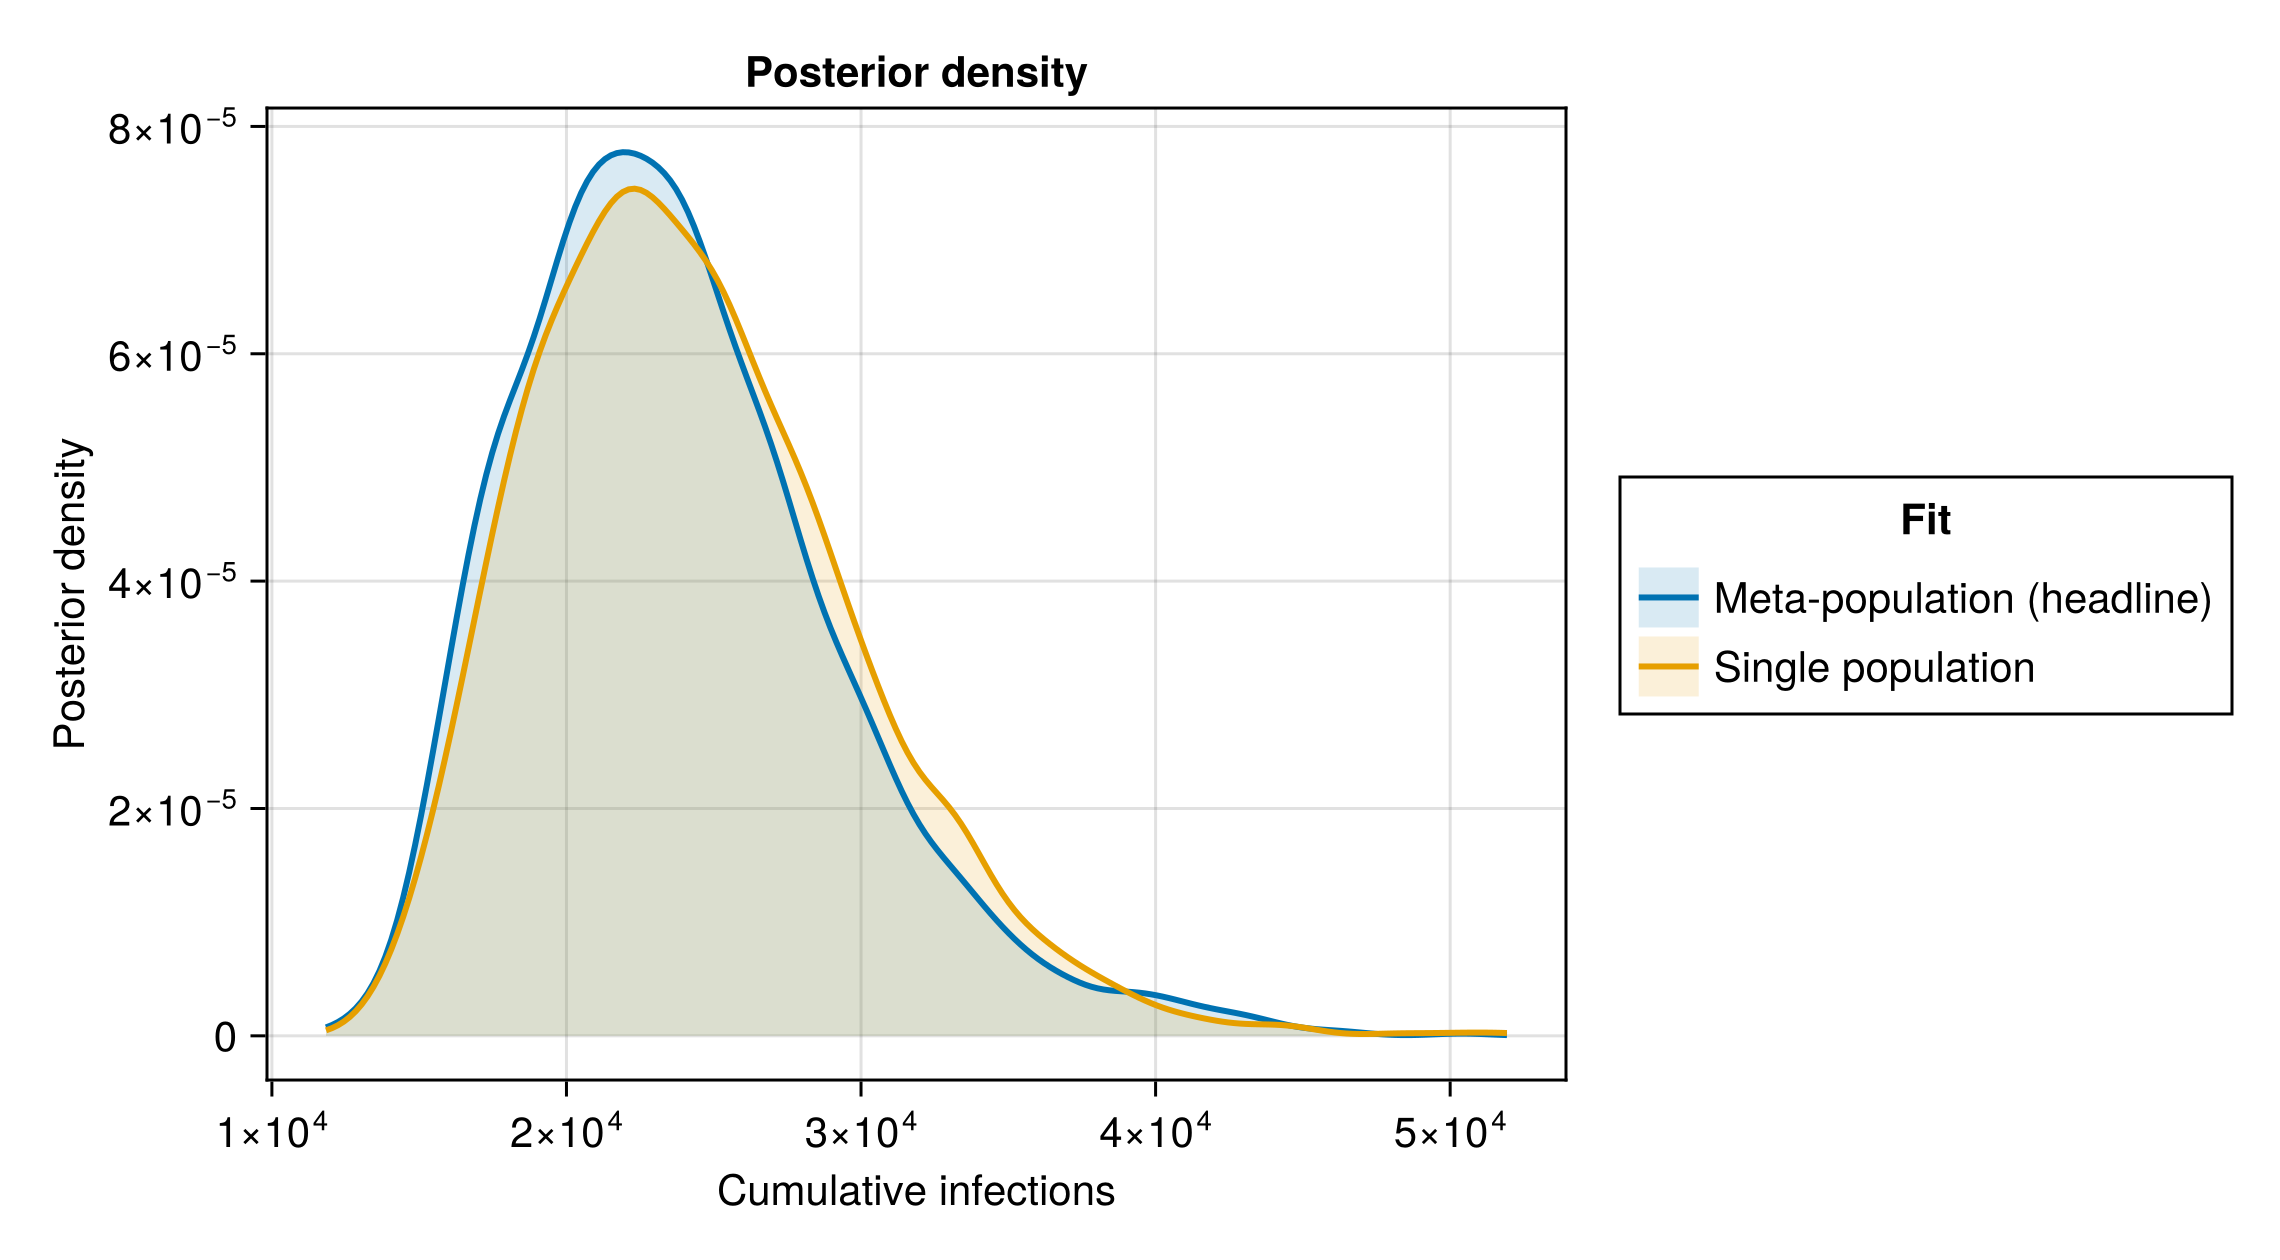 Posterior density
8×10⁻⁵
6×10⁻⁵
4×10⁻⁵
2×10⁻⁵
0
Posterior density
1×10⁴ 2×10⁴ 3×10⁴ 4×10⁴ 5×10⁴
Cumulative infections
Fit
Meta-population (headline)
Single population